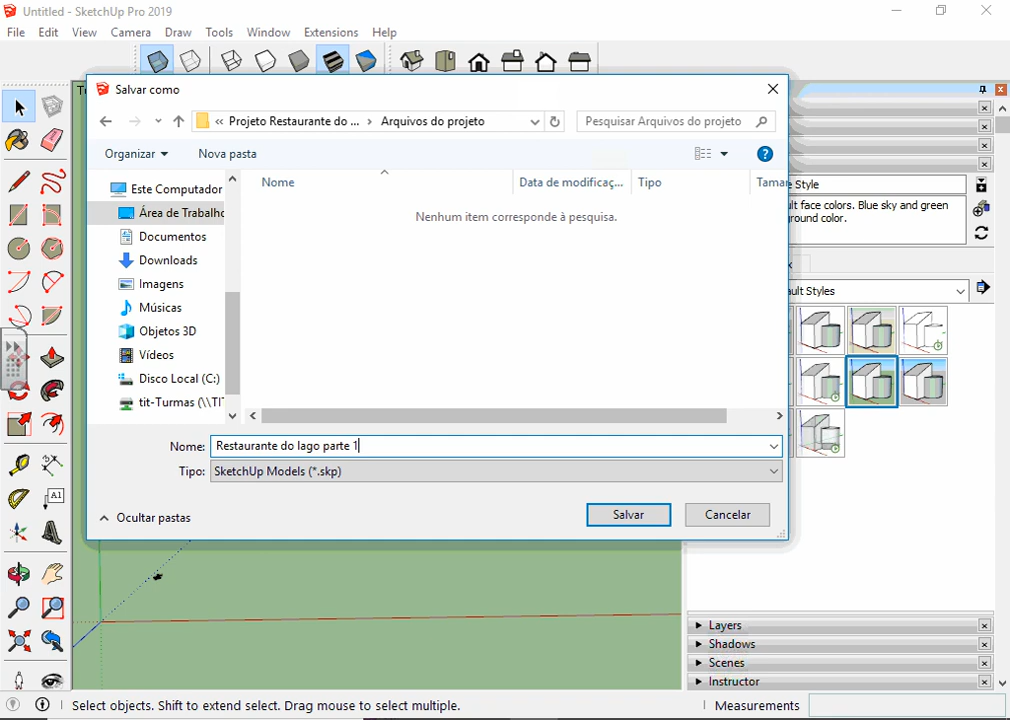 Untitled - SketchUp Pro 2019
File Edit View Camera Draw Tools Window Extensions Help
Salvar como
« Projeto Restaurante do ... > Arquivos do projeto
Pesquisar Arquivos do projeto
Organizar
Nova pasta
Nome
Data de modificaç...
Tipo
Tamar
Nenhum item corresponde à pesquisa.
Este Computador
Área de Trabalho
Documentos
Downloads
Imagens
Músicas
Objetos 3D
Vídeos
Disco Local (C:)
tit-Turmas (\\TI
Nome: Restaurante do lago parte 1
Tipo: SketchUp Models (*.skp)
Ocultar pastas
Salvar
Cancelar
e Style
ult face colors. Blue sky and green
round color.
ault Styles
A1
Layers
Shadows
Scenes
Instructor
Select objects. Shift to extend select. Drag mouse to select multiple.
Measurements